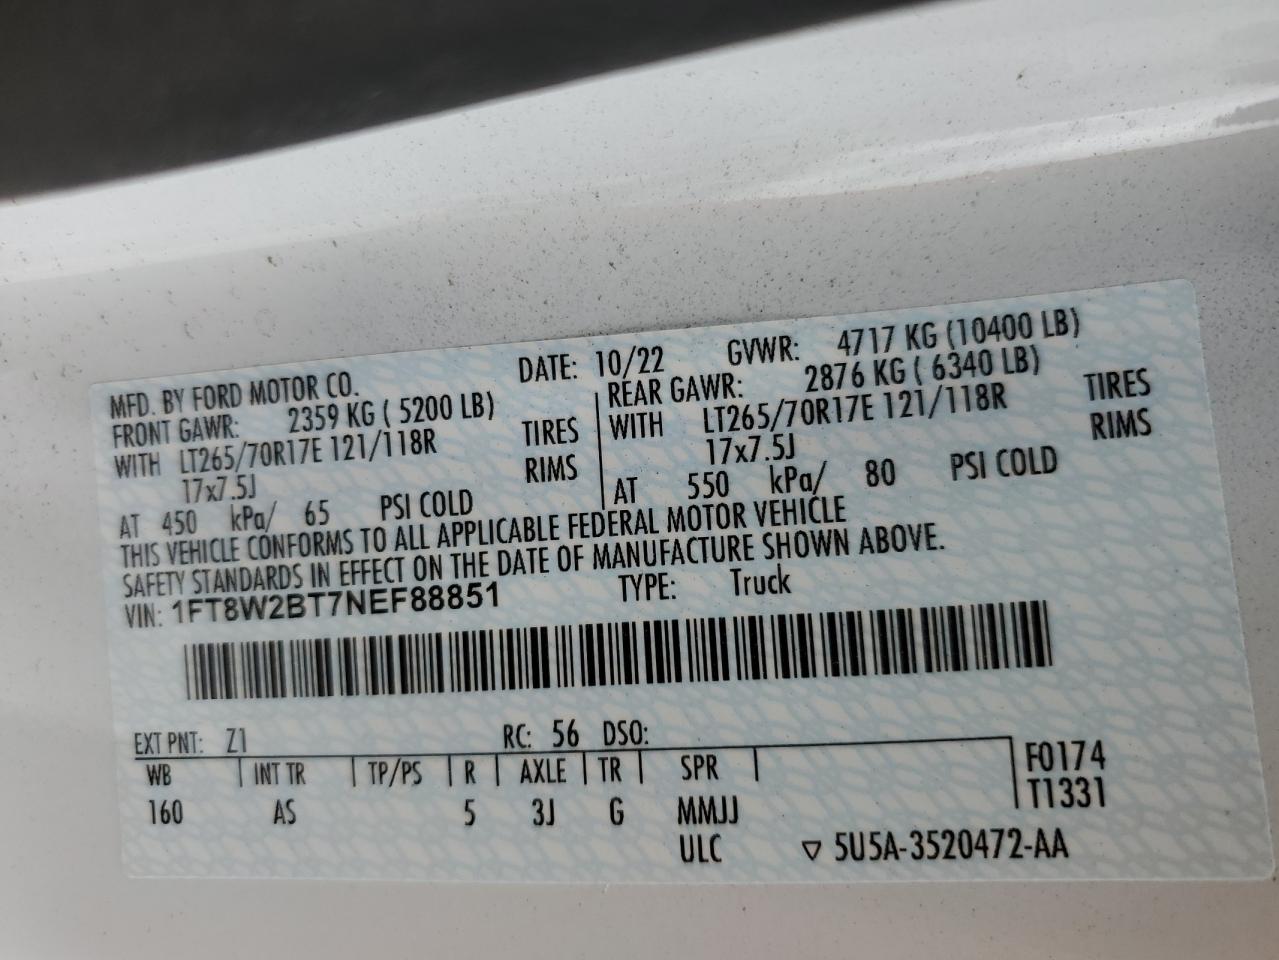 MFD. BY FORD MOTOR CO. DATE: 10/22 GVWR: 4717 KG (10400 LB)
FRONT GAWR: 2359 KG ( 5200 LB) REAR GAWR: 2876 KG ( 6340 LB)
WITH LT265/70R17E 121/118R TIRES WITH LT265/70R17E 121/118R TIRES
17x7.5J RIMS 17x7.5J RIMS
AT 450 kPa/ 65 PSI COLD AT 550 kPa/ 80 PSI COLD
THIS VEHICLE CONFORMS TO ALL APPLICABLE FEDERAL MOTOR VEHICLE
SAFETY STANDARDS IN EFFECT ON THE DATE OF MANUFACTURE SHOWN ABOVE.
VIN: 1FT8W2BT7NEF88851 TYPE: Truck
EXT PNT: Z1 RC: 56 DSO:
WB INT TR TP/PS R AXLE TR SPR F0174
160 AS 5 3J G MMJJ T1331
ULC ▽ 5U5A-3520472-AA